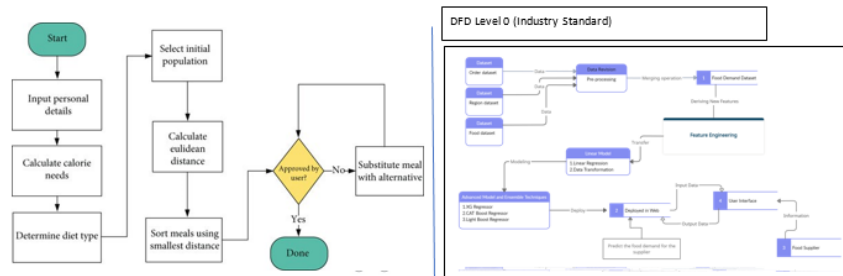 Start
Input personal
details
Calculate calorie
needs
Determine diet type
Select initial
population
Calculate
eulidean
distance
Sort meals using
smallest distance
Approved by
user?
No
Substitute meal
with alternative
Yes
Done
DFD Level 0 (Industry Standard)
Dataset
Order dataset
Dataset
Region dataset
Dataset
Food dataset
Data
Data
Data
Data Receiver
Pre-processing
Merging operation
Food Demand Dataset
Deriving New Features
Feature Engineering
Transfer
Linear Model
1.Linear Regression
2.Data Transformation
Modeling
Advanced Model and Ensemble Techniques
1.XG Regressor
2.CAT Boost Regressor
3.Light Boost Regressor
Deploy
Deployed in Web
Input Data
Output Data
User Interface
Information
Food Supplier
Predict the food demand for the
supplier